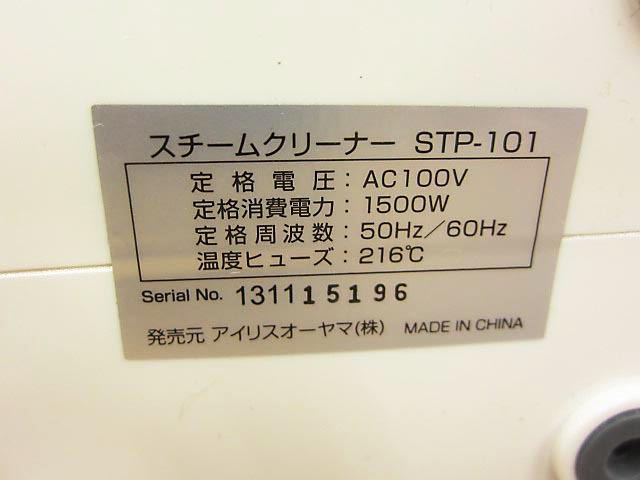 スチームクリーナー STP-101
定格電圧：AC100V
定格消費電力：1500W
定格周波数：50Hz／60Hz
温度ヒューズ：216℃
Serial No. 131115196
発売元 アイリスオーヤマ(株) MADE IN CHINA